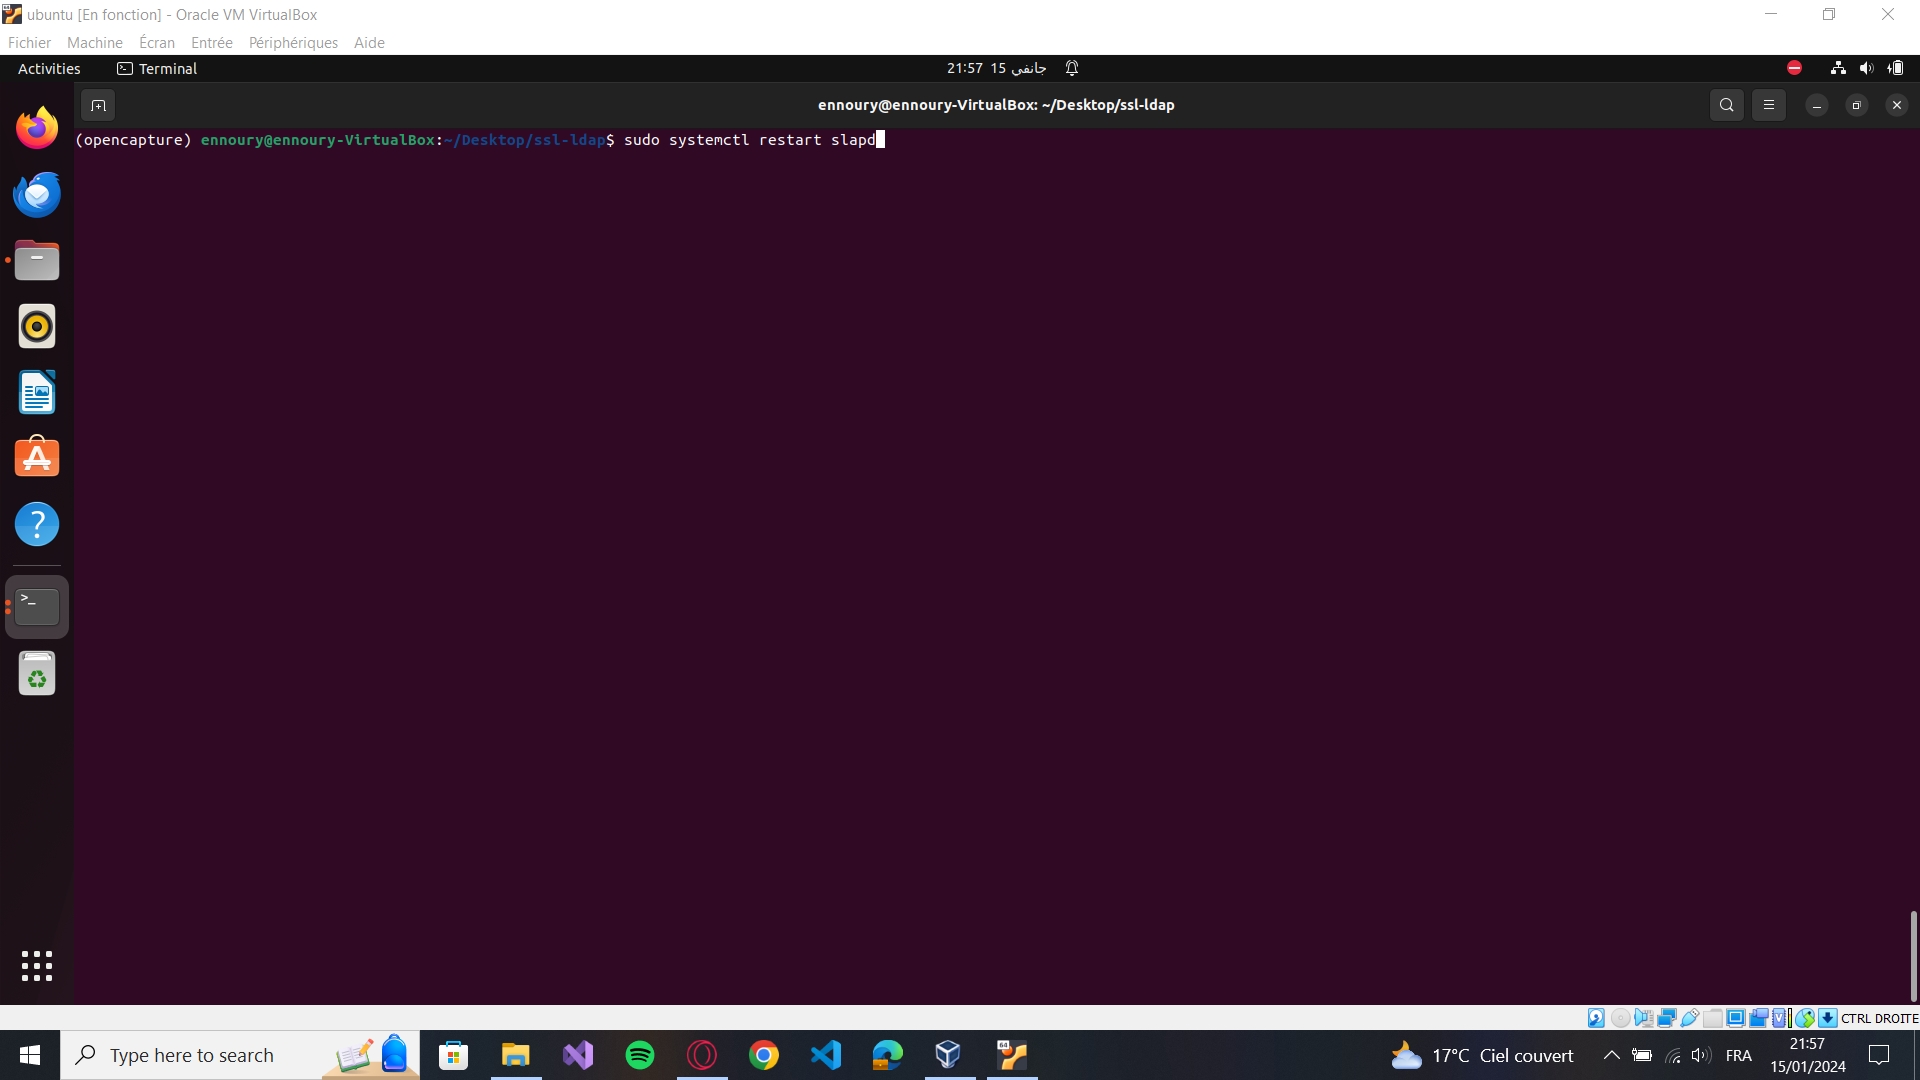 ubuntu [En fonction] - Oracle VM VirtualBox
Fichier Machine Écran Entrée Périphériques Aide
Activities Terminal 21:57 15 جانفي
ennoury@ennoury-VirtualBox: ~/Desktop/ssl-ldap
(opencapture) ennoury@ennoury-VirtualBox:~/Desktop/ssl-ldap$ sudo systemctl restart slapd
CTRL DROITE
Type here to search
17°C Ciel couvert
FRA
21:57
15/01/2024